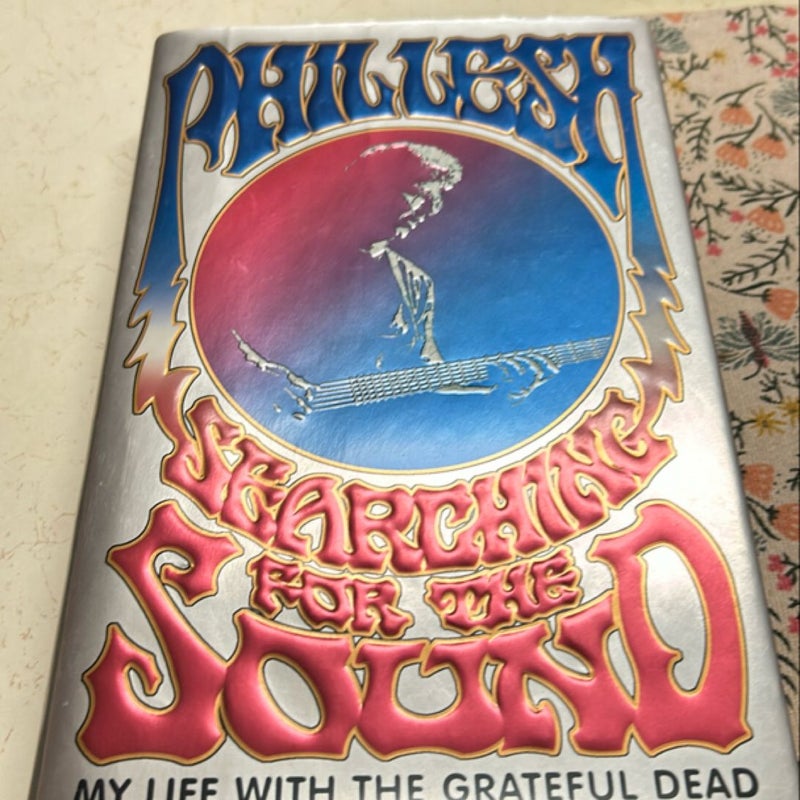 PHIL LESH
SEARCHING
FOR THE
SOUND
MY LIFE WITH THE GRATEFUL DEAD